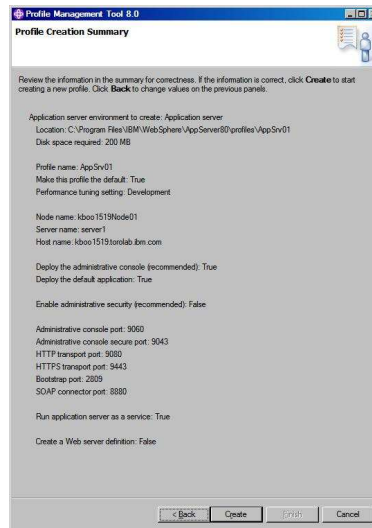 Profile Management Tool 8.0
Profile Creation Summary
Review the information in the summary for correctness. If the information is correct, click Create to start
creating a new profile. Click Back to change values on the previous panels.
Application server environment to create: Application server
Location: C:\Program Files\IBM\WebSphere\AppServer80\profiles\AppSrv01
Disk space required: 200 MB
Profile name: AppSrv01
Make this profile the default: True
Performance tuning setting: Development
Node name: kboo1519Node01
Server name: server1
Host name: kboo1519.torolab.ibm.com
Deploy the administrative console (recommended): True
Deploy the default application: True
Enable administrative security (recommended): False
Administrative console port: 9060
Administrative console secure port: 9043
HTTP transport port: 9080
HTTPS transport port: 9443
Bootstrap port: 2809
SOAP connector port: 8880
Run application server as a service: True
Create a Web server definition: False
< Back Create Finish Cancel